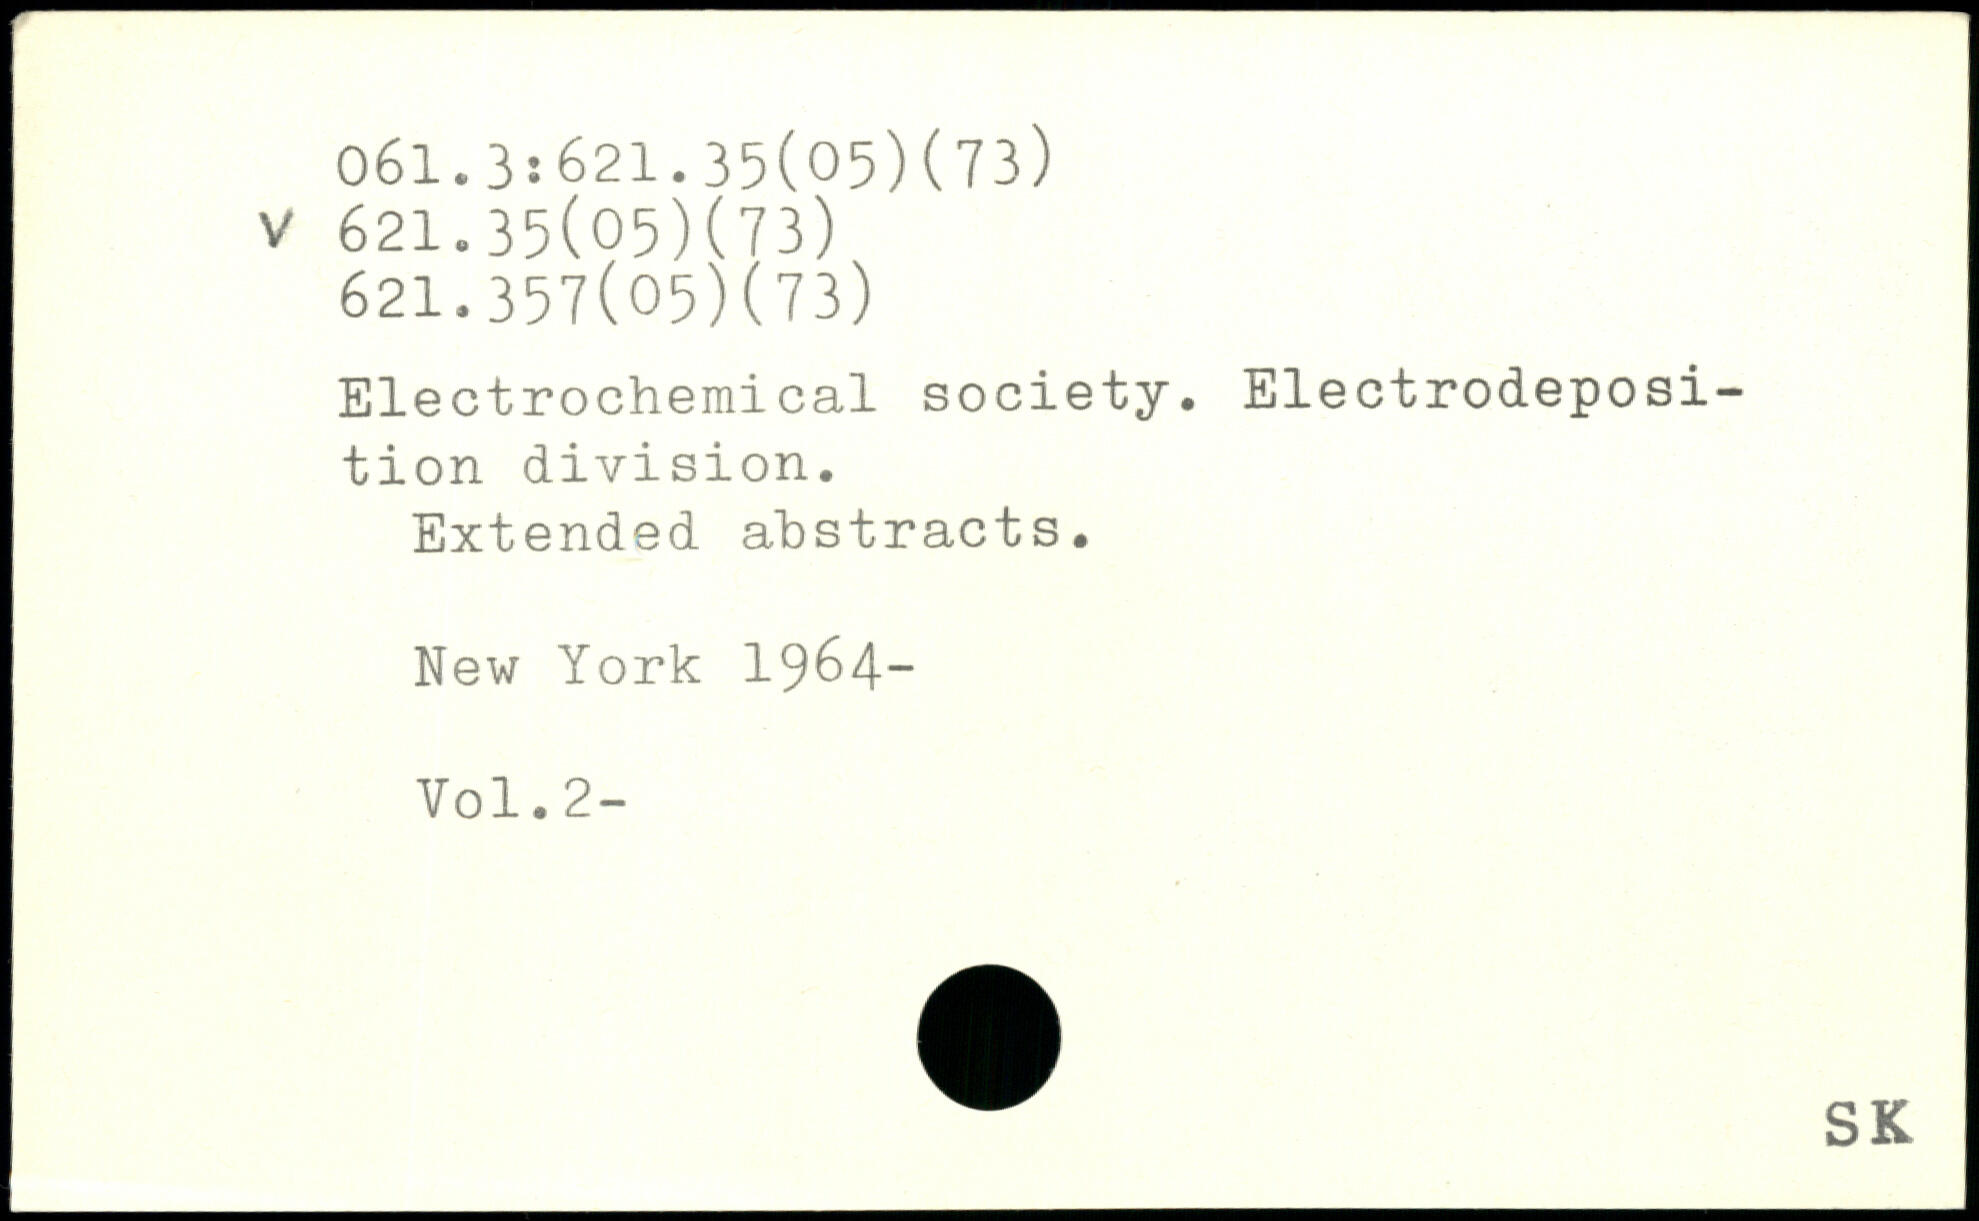 061.3:621.35(05)(73)
v 621.35(05)(73)
621.357(05)(73)
Electrochemical society. Electrodeposi-
tion division.
Extended abstracts.
New York 1964-
Vol.2-
SK